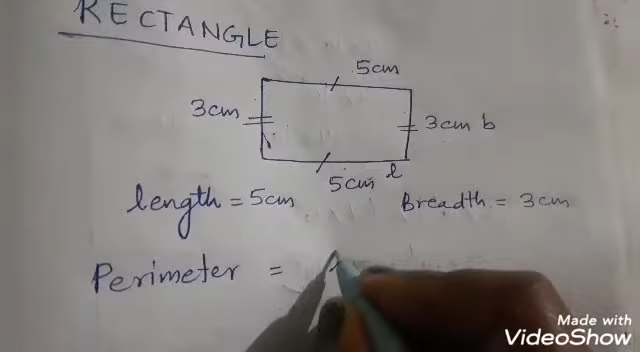 RECTANGLE
5cm
3cm
3cm b
5cm l
length = 5cm
Breadth = 3cm
Perimeter =
Made with
VideoShow